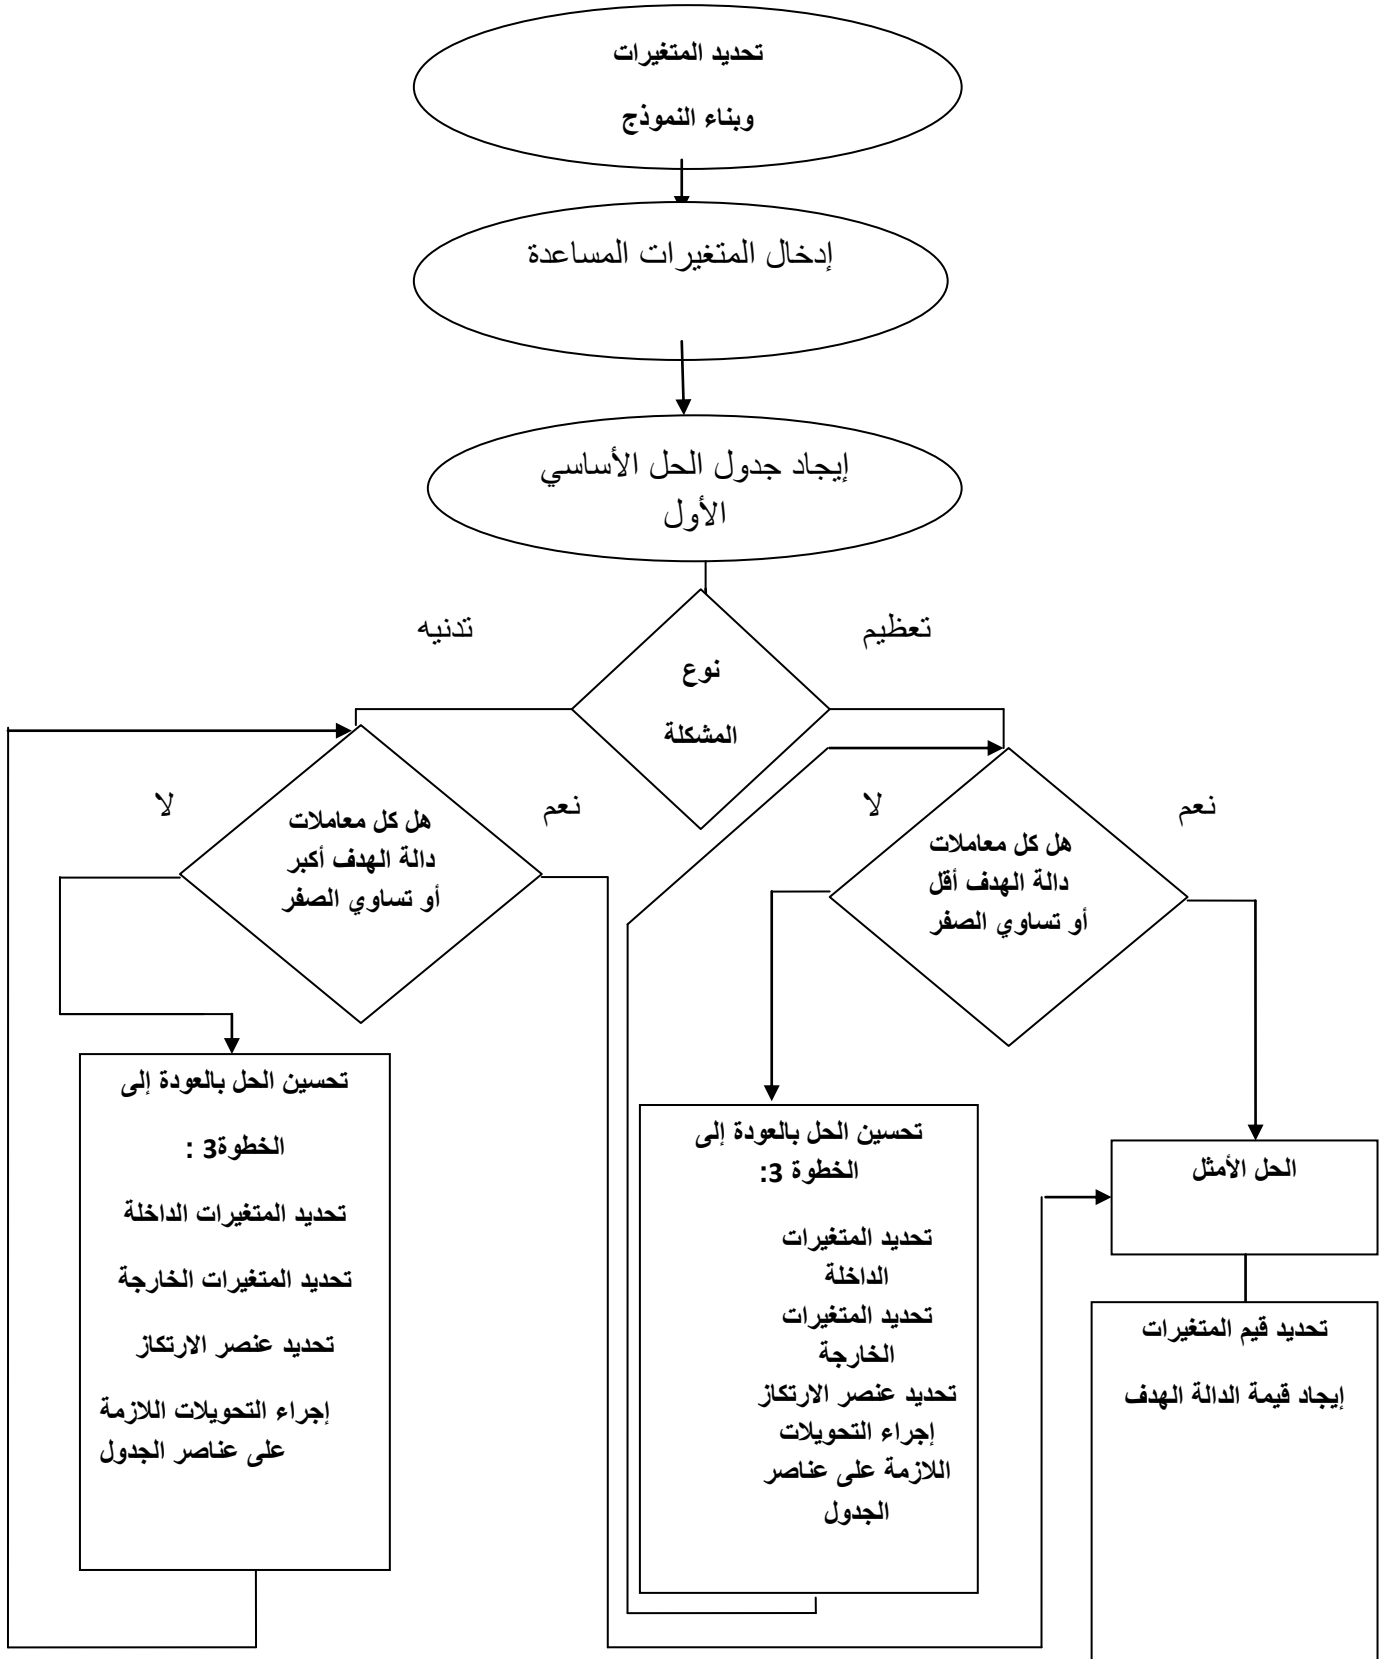 تحديد المتغيرات
وبناء النموذج
إدخال المتغيرات المساعدة
إيجاد جدول الحل الأساسي
الأول
تعظيم
تدنيه
نوع
المشكلة
نعم
لا
هل كل معاملات
دالة الهدف أقل
أو تساوي الصفر
نعم
لا
هل كل معاملات
دالة الهدف أكبر
أو تساوي الصفر
الحل الأمثل
تحديد قيم المتغيرات
إيجاد قيمة الدالة الهدف
تحسين الحل بالعودة إلى
الخطوة 3:
تحديد المتغيرات
الداخلة
تحديد المتغيرات
الخارجة
تحديد عنصر الارتكاز
إجراء التحويلات
اللازمة على عناصر
الجدول
تحسين الحل بالعودة إلى
الخطوة3 :
تحديد المتغيرات الداخلة
تحديد المتغيرات الخارجة
تحديد عنصر الارتكاز
إجراء التحويلات اللازمة
على عناصر الجدول